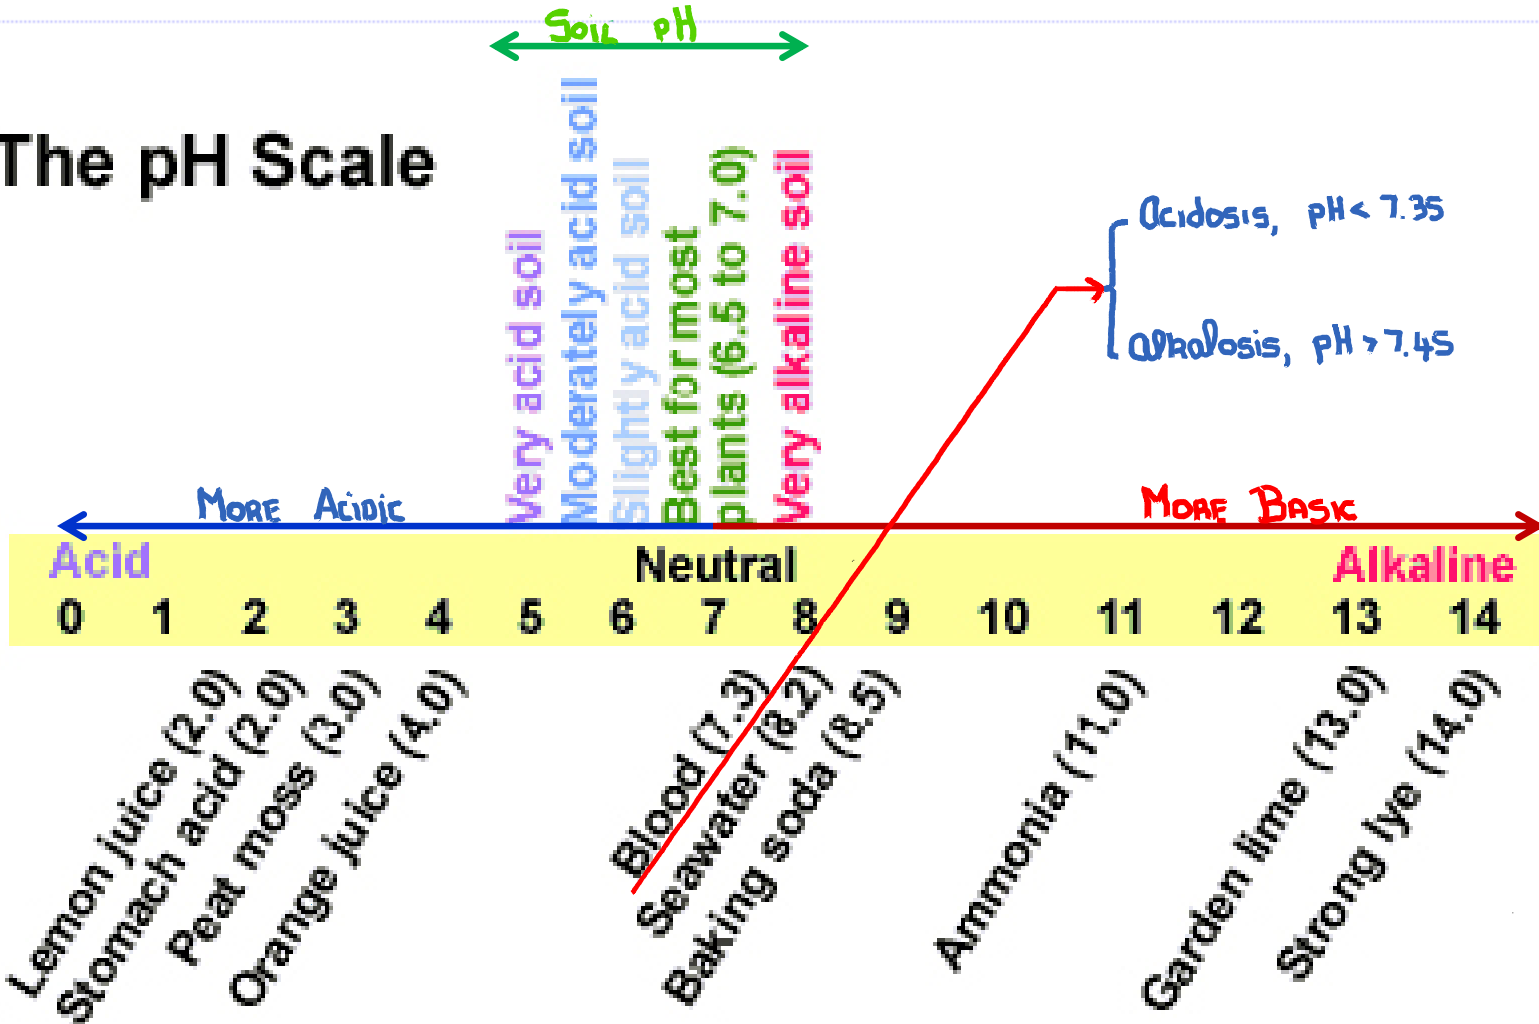 SOIL pH
The pH Scale
Very acid soil
Moderately acid soil
Slightly acid soil
Best for most
plants (6.5 to 7.0)
Very alkaline soil
Acidosis, pH < 7.35
Alkalosis, pH > 7.45
MORE ACIDIC
MORE BASIC
Acid Neutral Alkaline
0 1 2 3 4 5 6 7 8 9 10 11 12 13 14
Lemon juice (2.0)
Stomach acid (2.0)
Peat moss (3.0)
Orange juice (4.0)
Blood (7.3)
Seawater (8.2)
Baking soda (8.5)
Ammonia (11.0)
Garden lime (13.0)
Strong lye (14.0)